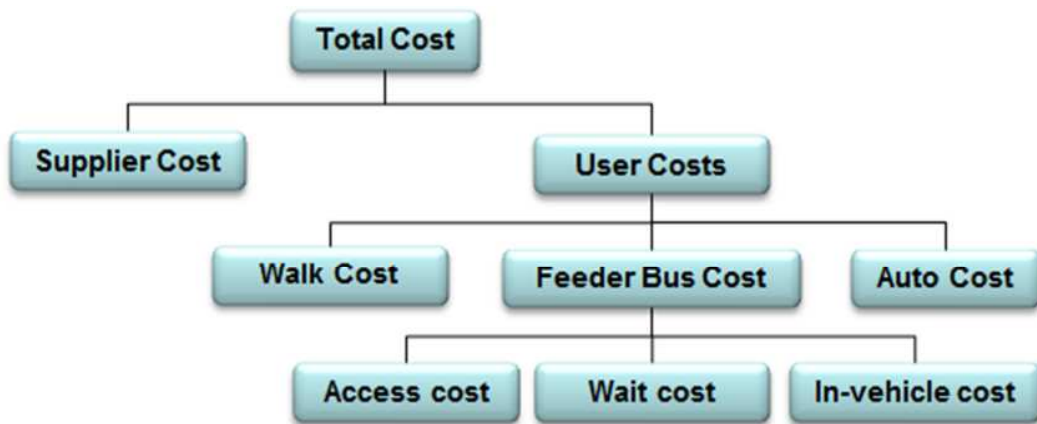 Total Cost
Supplier Cost
User Costs
Walk Cost
Feeder Bus Cost
Auto Cost
Access cost
Wait cost
In-vehicle cost